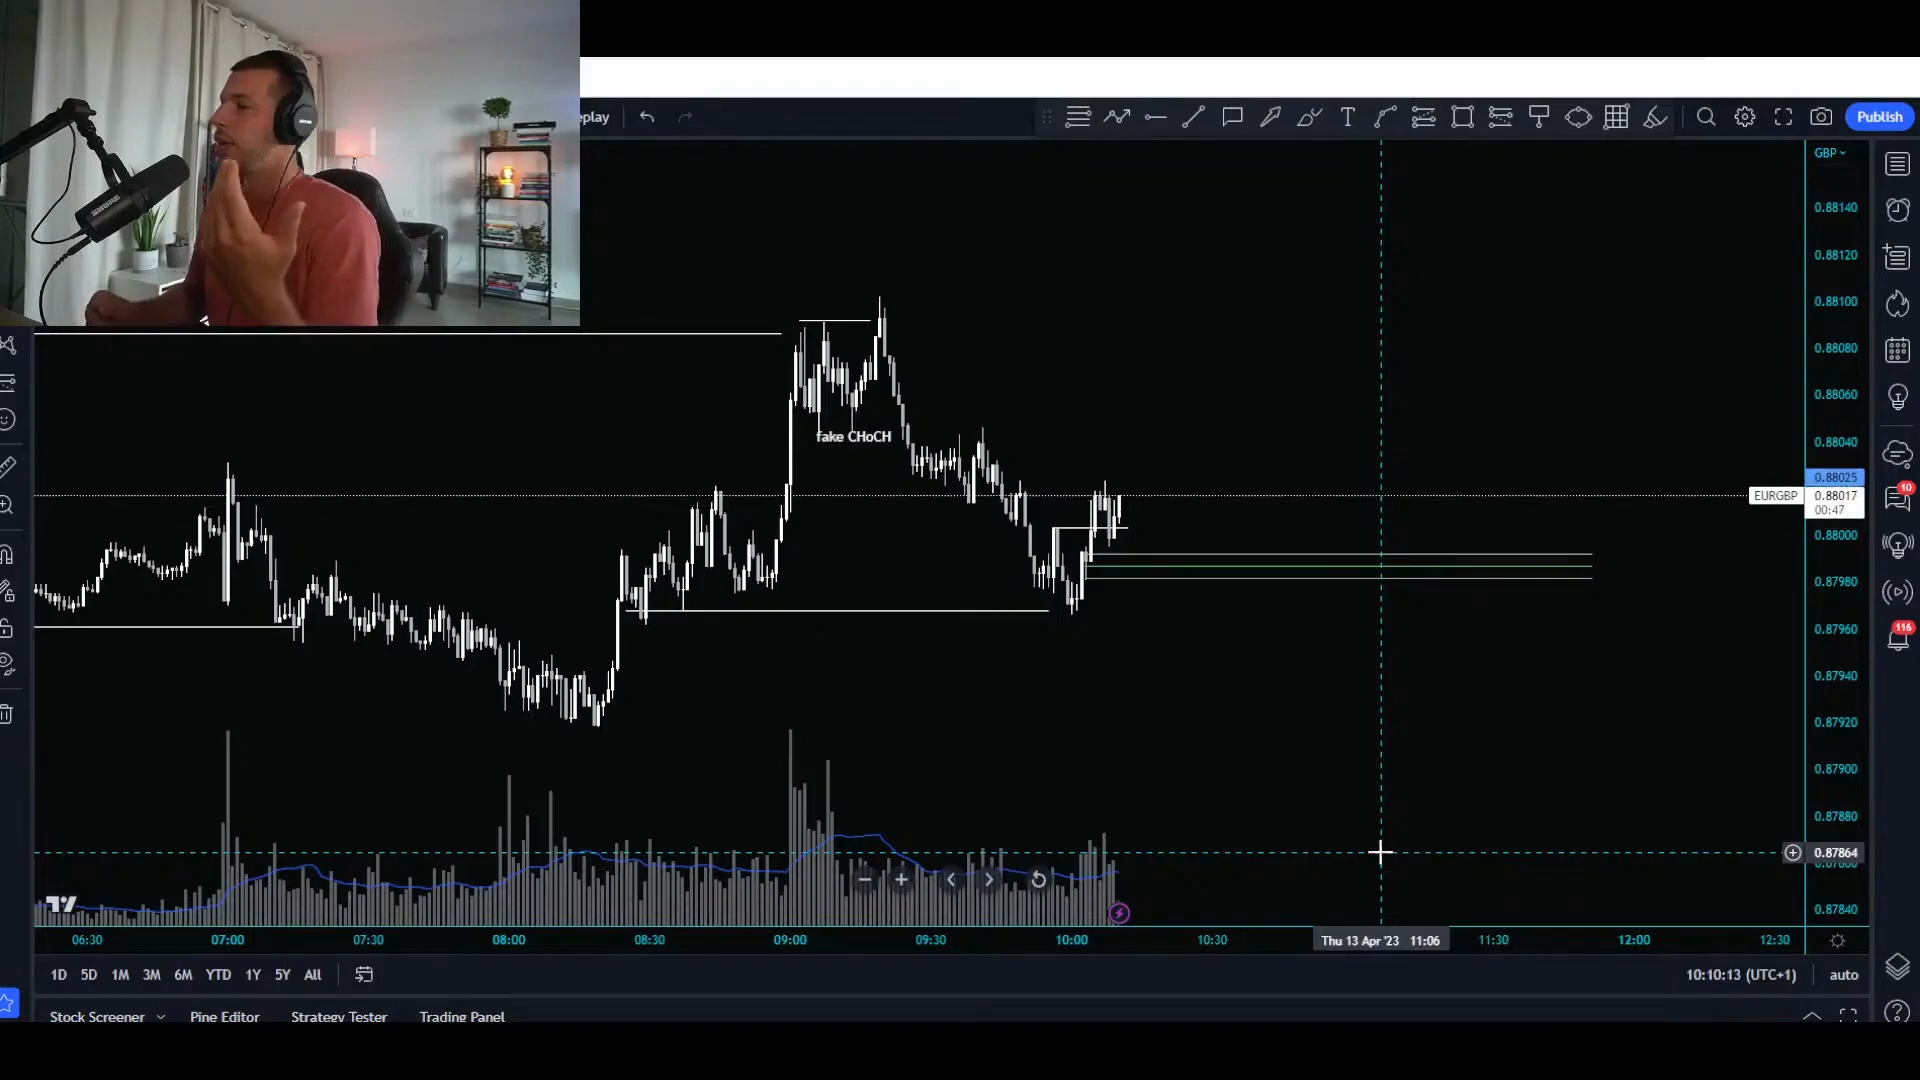 eplay
Publish
GBP
0.88140
0.88120
0.88100
0.88080
0.88060
0.88040
0.88025
EURGBP 0.88017
00:47
0.88000
0.87980
0.87960
0.87940
0.87920
0.87900
0.87880
0.87864
0.87840
fake CHoCH
10
116
06:30 07:00 07:30 08:00 08:30 09:00 09:30 10:00 10:30 Thu 13 Apr '23 11:06 11:30 12:00 12:30
1D 5D 1M 3M 6M YTD 1Y 5Y All
10:10:13 (UTC+1) auto
Stock Screener Pine Editor Strategy Tester Trading Panel